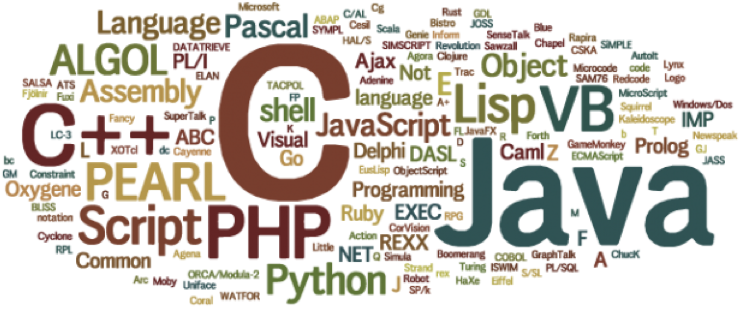 Microsoft
Language
Pascal
ABAP
C/AL
Cg
SYMPL
Cesil
Scala
Rust
GDL
Bistro
JOSS
Blue
Rapira
HAL/S
Genie
Inform
SenseTalk
Chapel
CSKA
SiMPLE
DATATRIEVE
SIMSCRIPT
Revolution
Sawzall
ALGOL
PL/I
Ajax
Agora
Clojure
Object
AutoIt
ELAN
Adenine
Not
E
Trac
Microcode
code
Lynx
SAM76
Redcode
Logo
SALSA
ATS
Fjölnir
Fuxi
Assembly
C
TACPOL
FP
language
A+
Lisp
VB
MicroScript
Squirrel
Windows/Dos
SuperTalk
P
shell
K
JavaScript
FL
JavaFX
R
Forth
b
T
Kaleidoscope
IMP
C++
LC-3
Fancy
ABC
Visual
Go
D
GameMonkey
Newspeak
L
XOTcl
dc
Cayenne
Delphi
DASL
S
Caml
Z
ECMAScript
Prolog
GJ
JASS
bc
GM
Constraint
EusLisp
ObjectScript
Oxygene
PEARL
G
Programming
Java
BLISS
notation
Script
PHP
Ruby
EXEC
RPG
M
Cyclone
Action
CorVision
REXX
F
RPL
Common
Agena
Little
NET
Q
Simula
Boomerang
COBOL
GraphTalk
A
ChucK
Arc
Moby
ORCA/Modula-2
Uniface
Python
Strand
rex
Turing
ISWIM
PL/SQL
J
Robot
HaXe
Eiffel
S/SL
Coral
WATFOR
SP/k